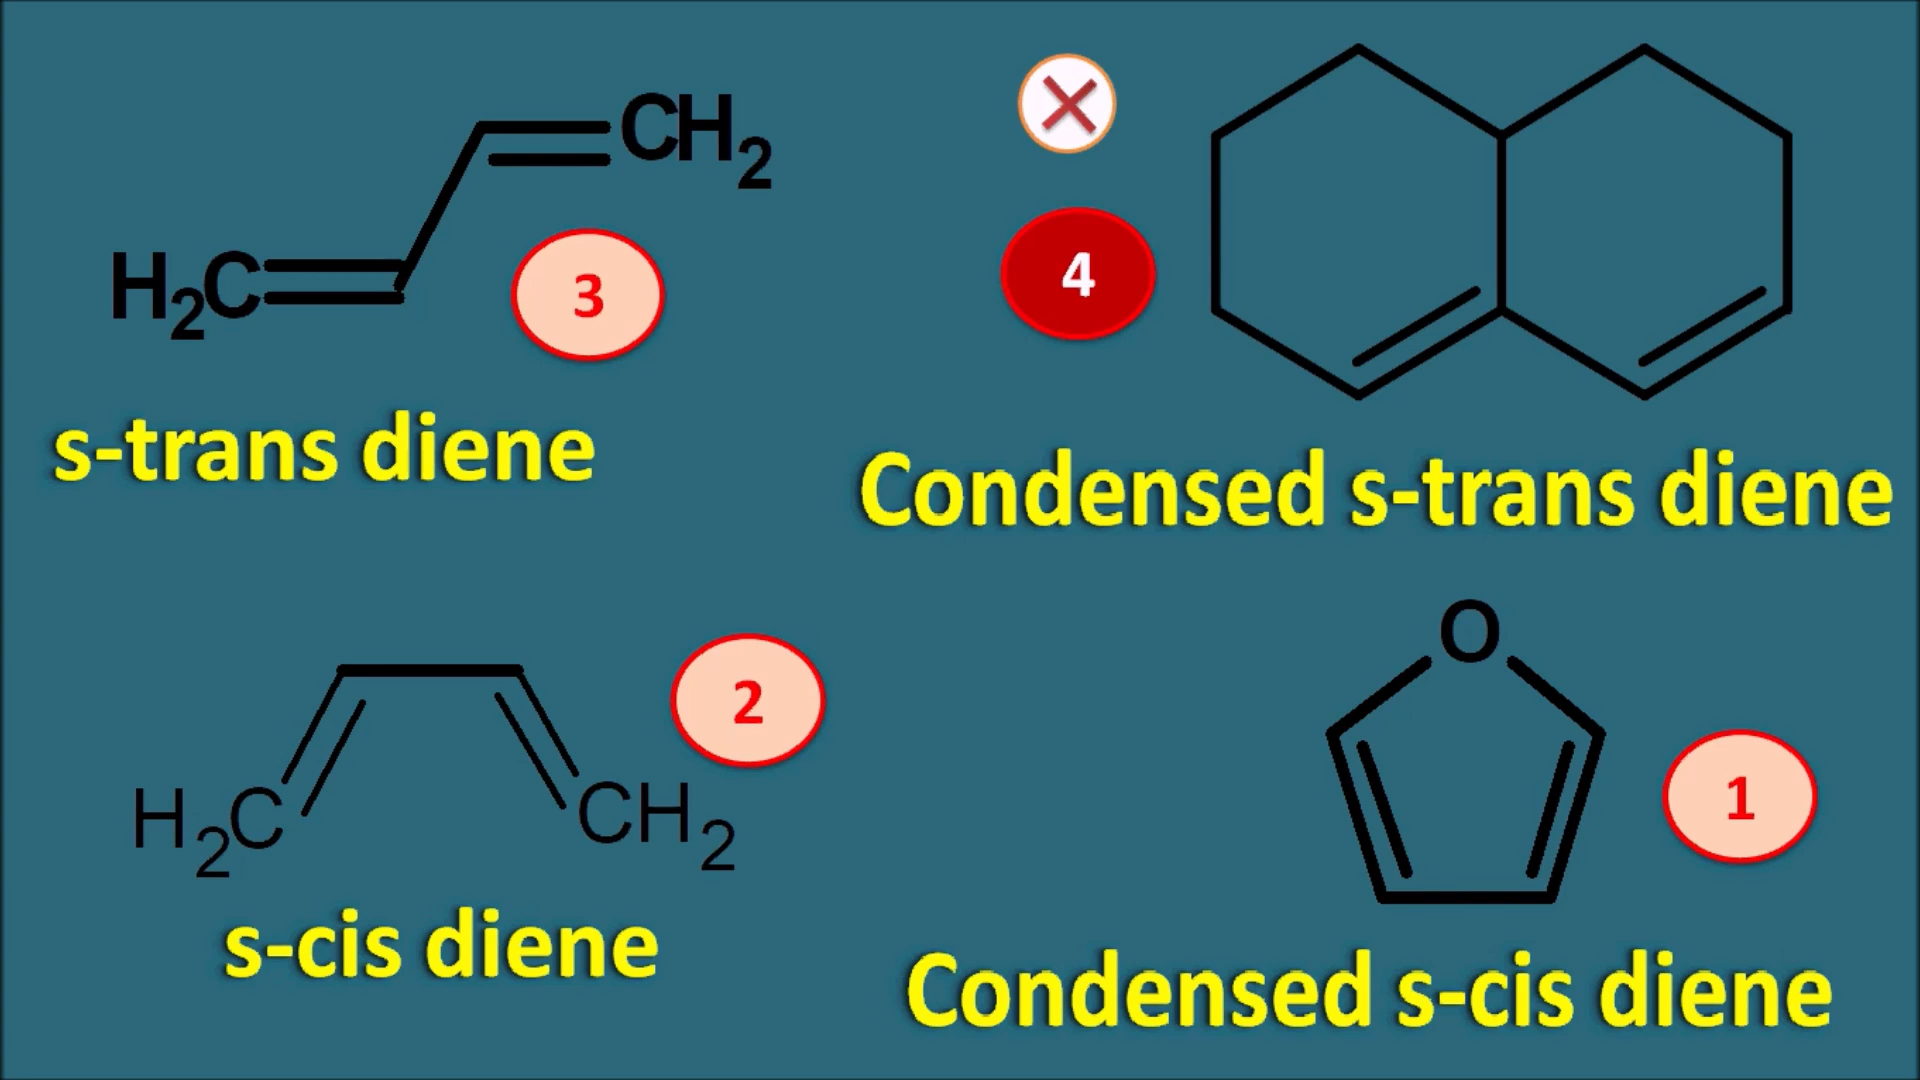 H₂C CH₂
3
s-trans diene
4
Condensed s-trans diene
H₂C CH₂
2
s-cis diene
O
1
Condensed s-cis diene